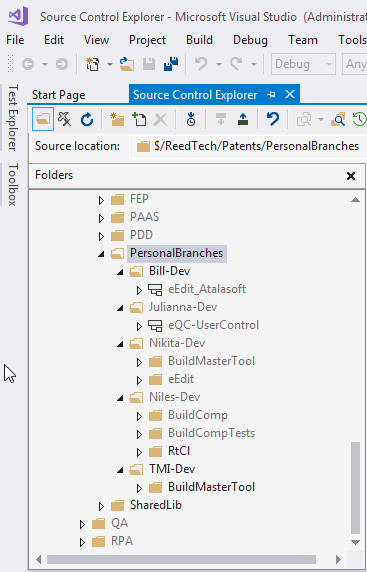 Source Control Explorer - Microsoft Visual Studio (Administrat
File Edit View Project Build Debug Team Tools
Debug Any
Test Explorer
Toolbox
Start Page Source Control Explorer
Source location: $/ReedTech/Patents/PersonalBranches
Folders
FEP
PAAS
PDD
PersonalBranches
Bill-Dev
eEdit_Atalasoft
Julianna-Dev
eQC-UserControl
Nikita-Dev
BuildMasterTool
eEdit
Niles-Dev
BuildComp
BuildCompTests
RtCI
TMI-Dev
BuildMasterTool
SharedLib
QA
RPA